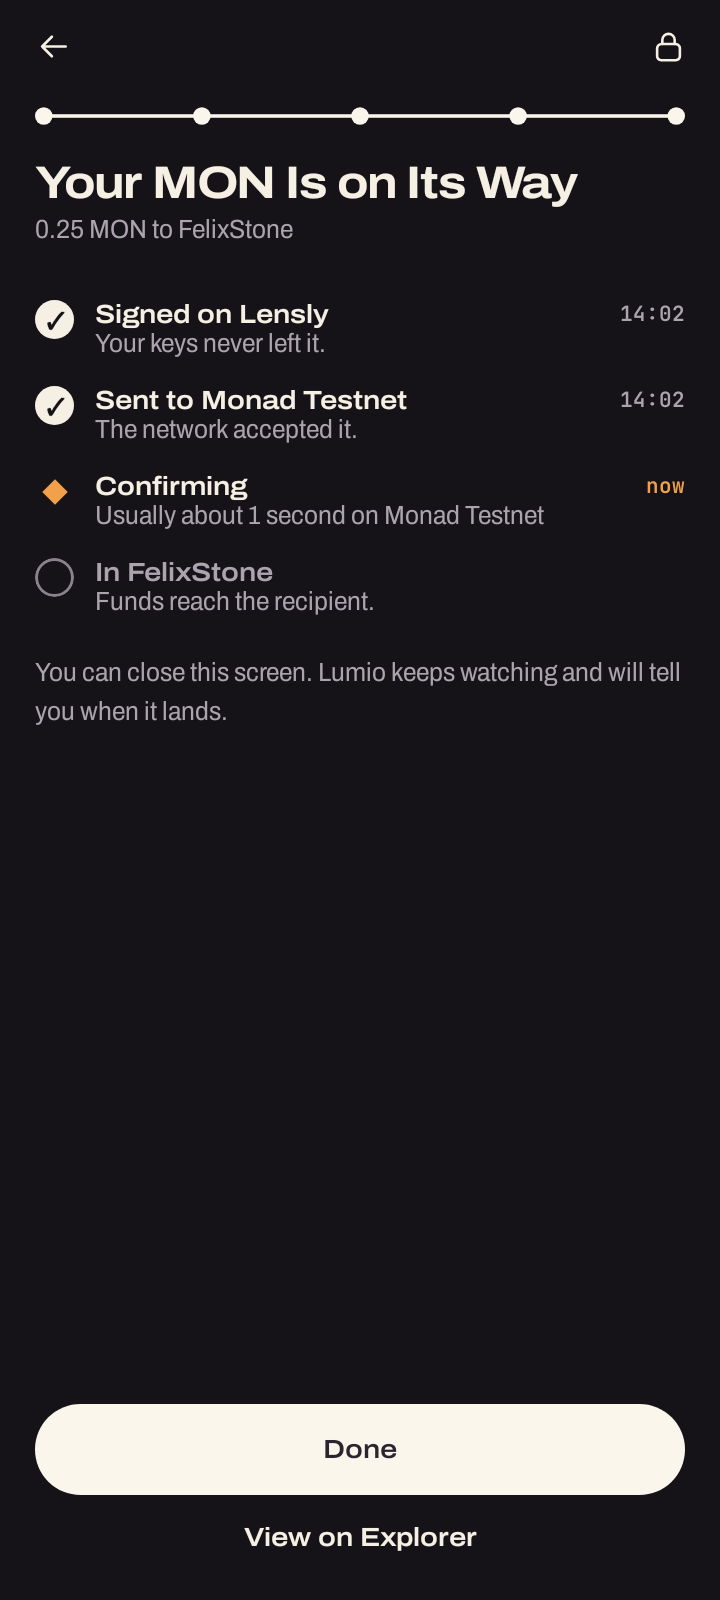 Your MON Is on Its Way
0.25 MON to FelixStone
Signed on Lensly 14:02
Your keys never left it.
Sent to Monad Testnet 14:02
The network accepted it.
Confirming now
Usually about 1 second on Monad Testnet
In FelixStone
Funds reach the recipient.
You can close this screen. Lumio keeps watching and will tell
you when it lands.
Done
View on Explorer